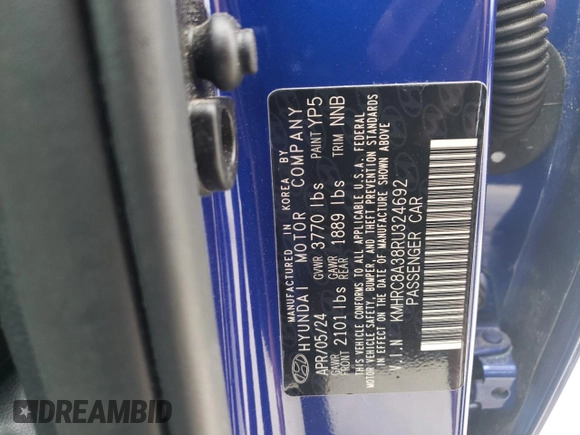 MANUFACTURED IN KOREA BY
HYUNDAI MOTOR COMPANY
APR/05/24 GVWR 3770 lbs PAINT YP5
GAWR FRONT 2101 lbs GAWR REAR 1889 lbs TRIM NNB
THIS VEHICLE CONFORMS TO ALL APPLICABLE U.S.A. FEDERAL
MOTOR VEHICLE SAFETY, BUMPER, AND THEFT PREVENTION STANDARDS
IN EFFECT ON THE DATE OF MANUFACTURE SHOWN ABOVE
V.I.N KMHRC8A38RU324692
PASSENGER CAR
DREAMBID